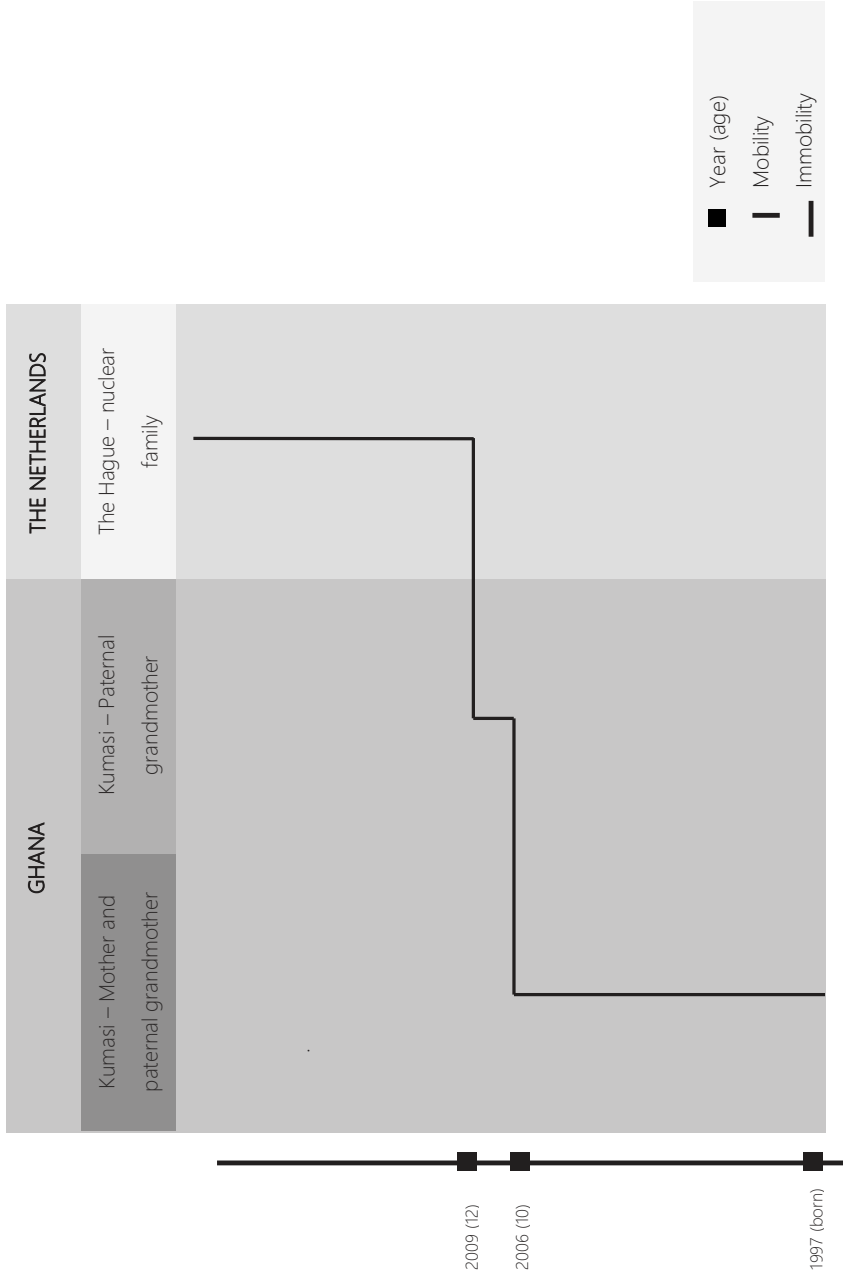 GHANA
THE NETHERLANDS
Kumasi – Mother and
paternal grandmother
Kumasi – Paternal
grandmother
The Hague – nuclear
family
2009 (12)
2006 (10)
1997 (born)
Year (age)
Mobility
Immobility